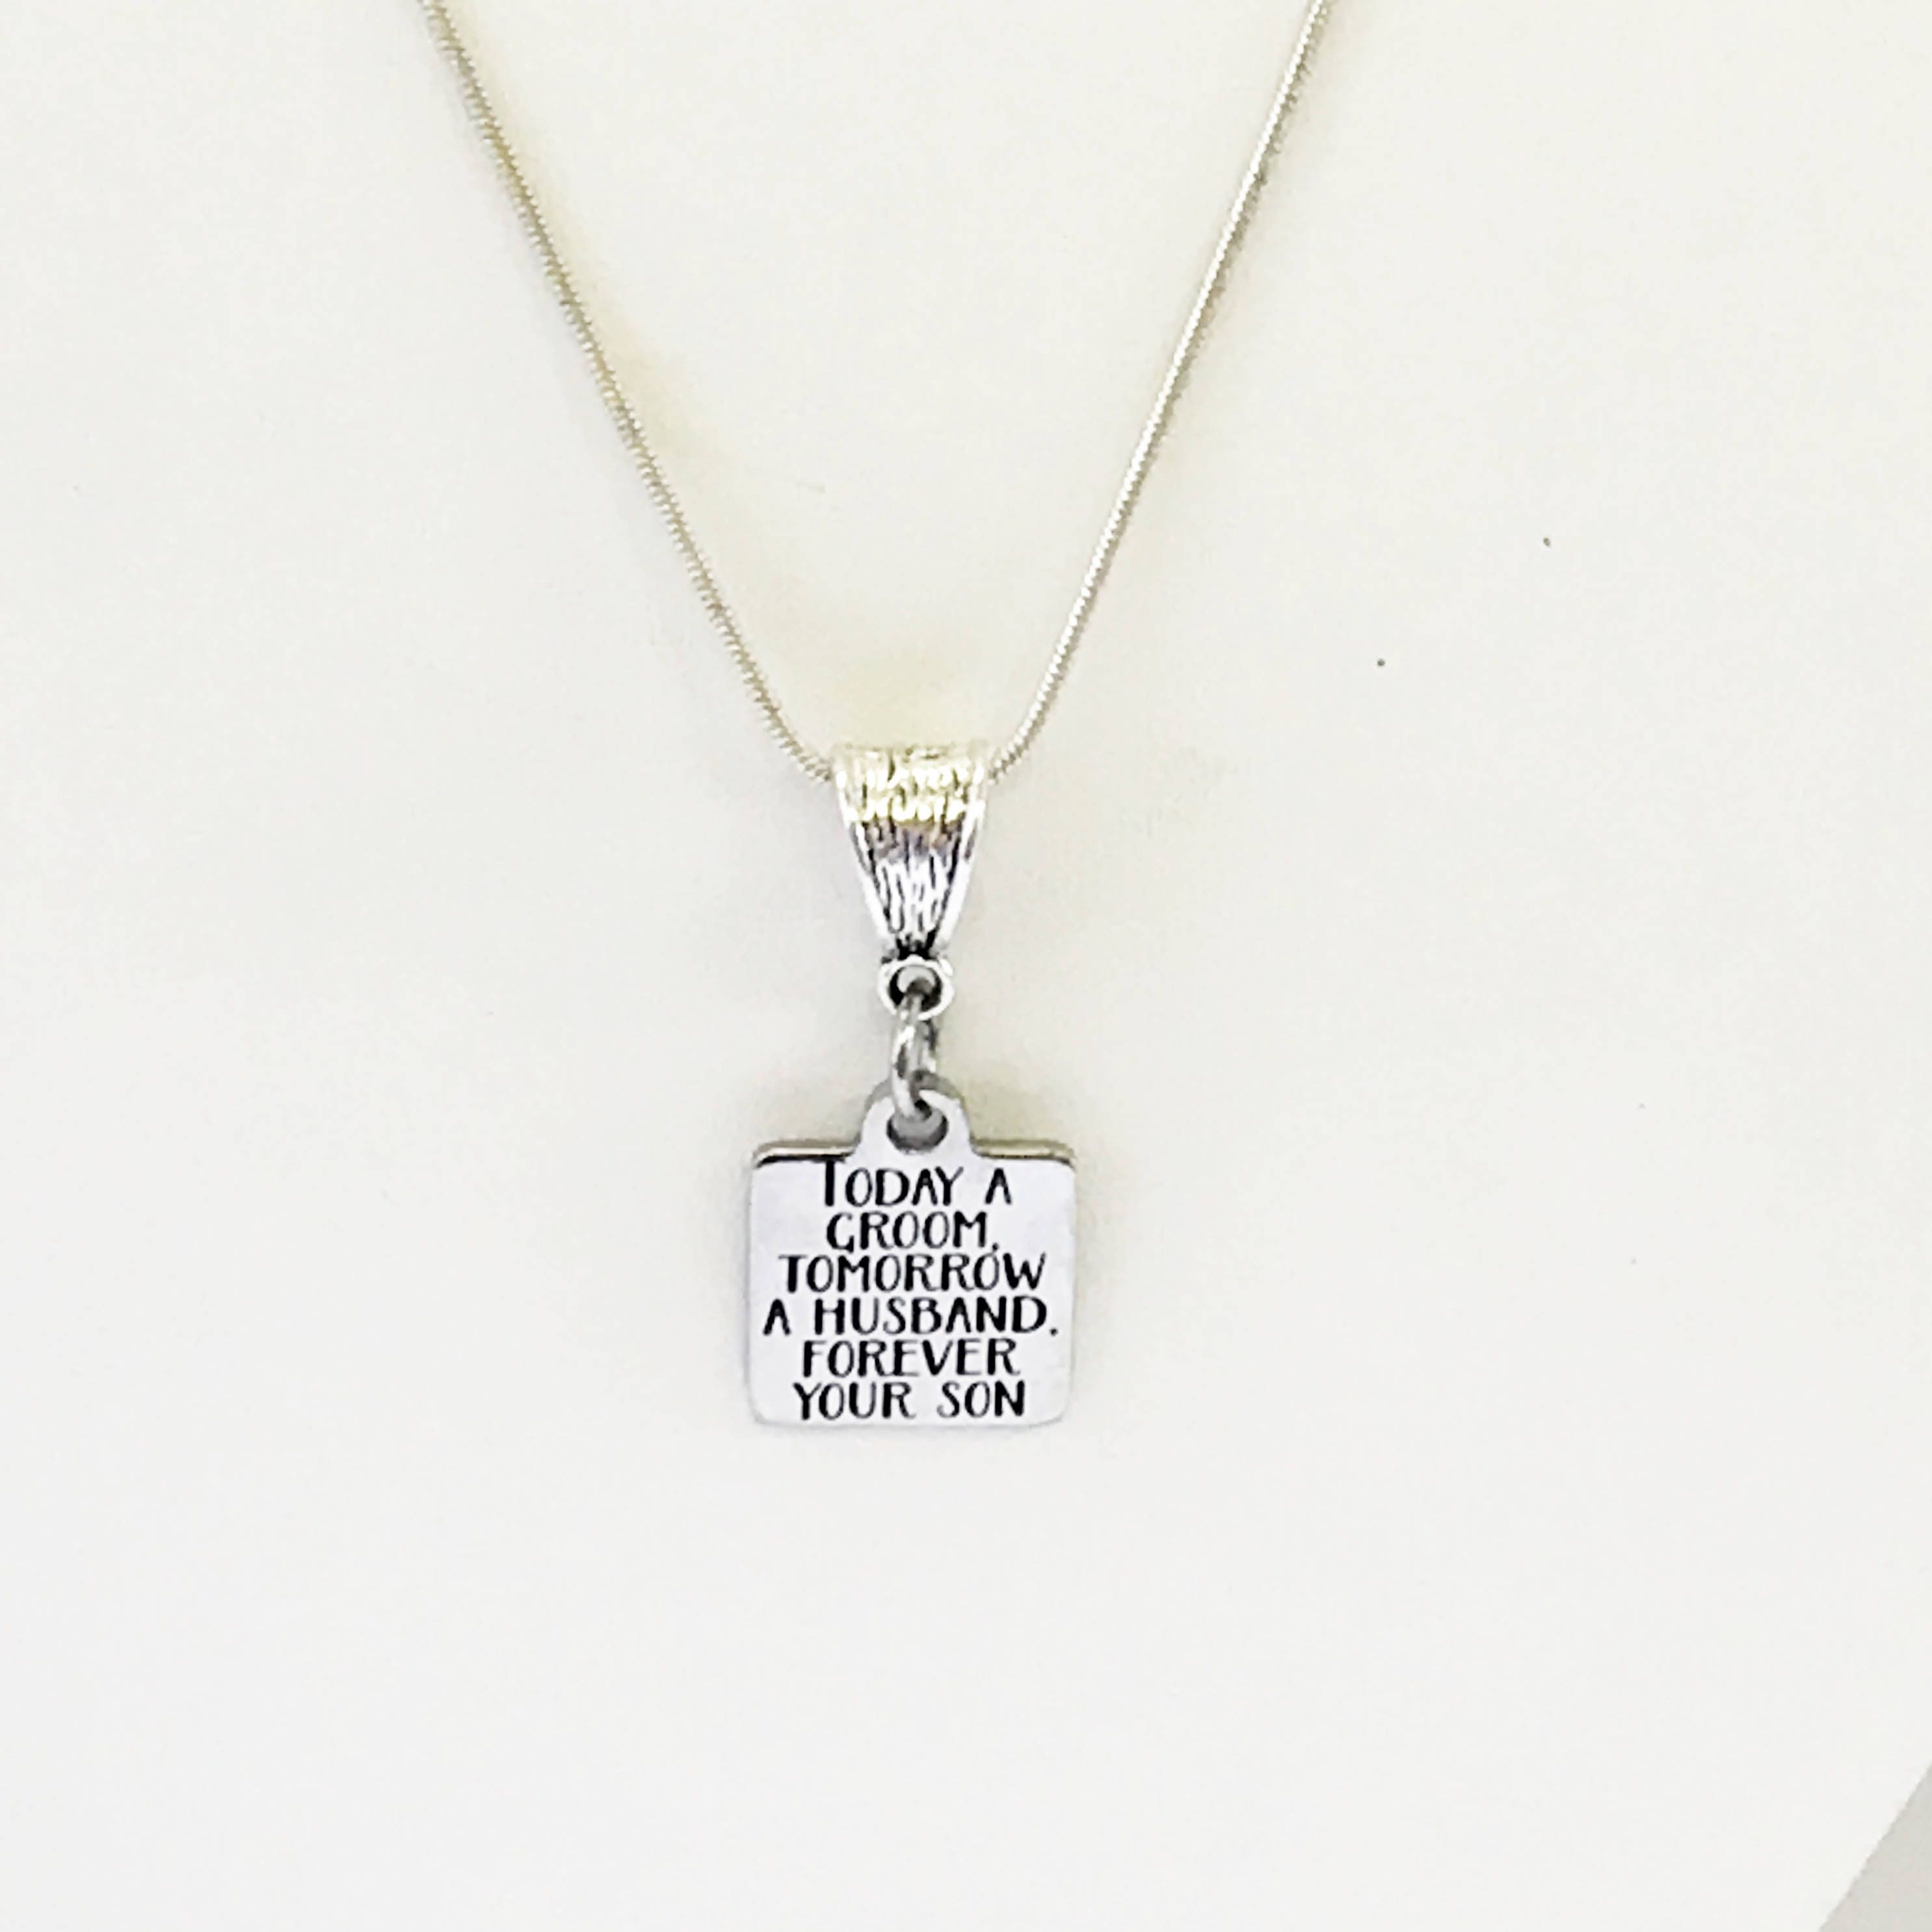 TODAY A
GROOM,
TOMORROW
A HUSBAND,
FOREVER
YOUR SON